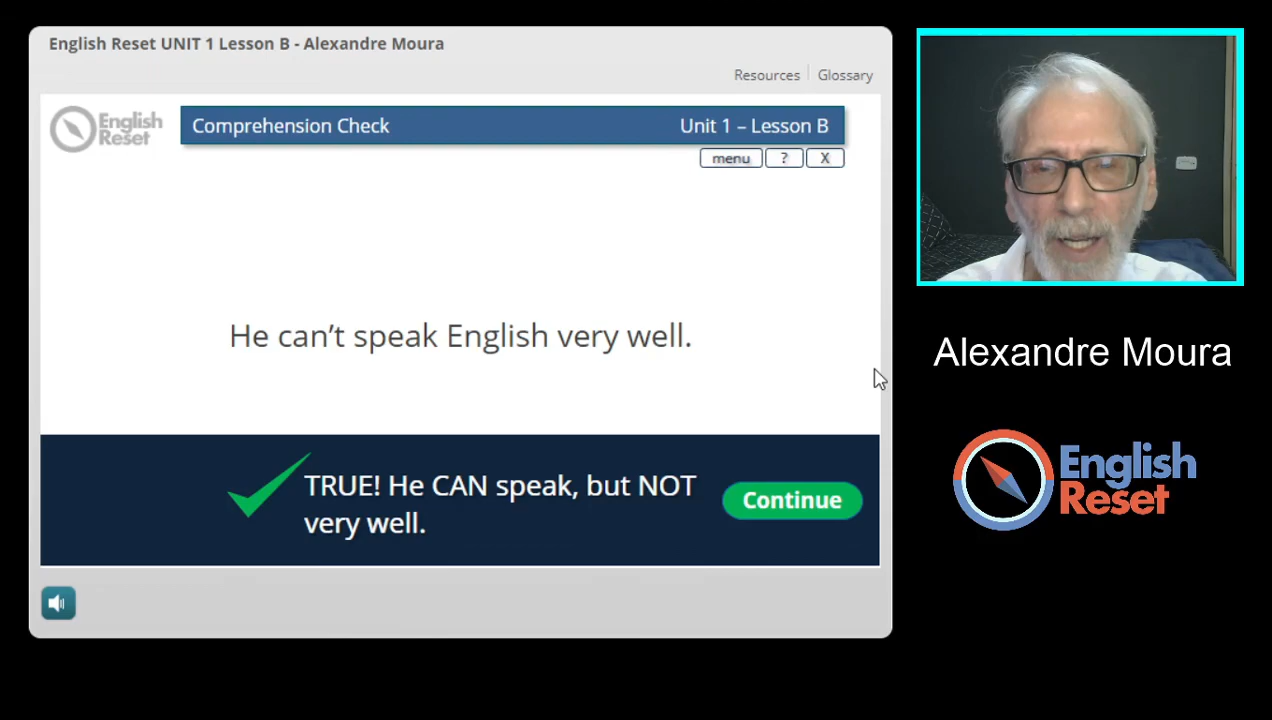 English Reset UNIT 1 Lesson B - Alexandre Moura
Resources
Glossary
English
Reset
Comprehension Check
Unit 1 – Lesson B
menu
?
X
He can't speak English very well.
TRUE! He CAN speak, but NOT
very well.
Continue
Alexandre Moura
English
Reset